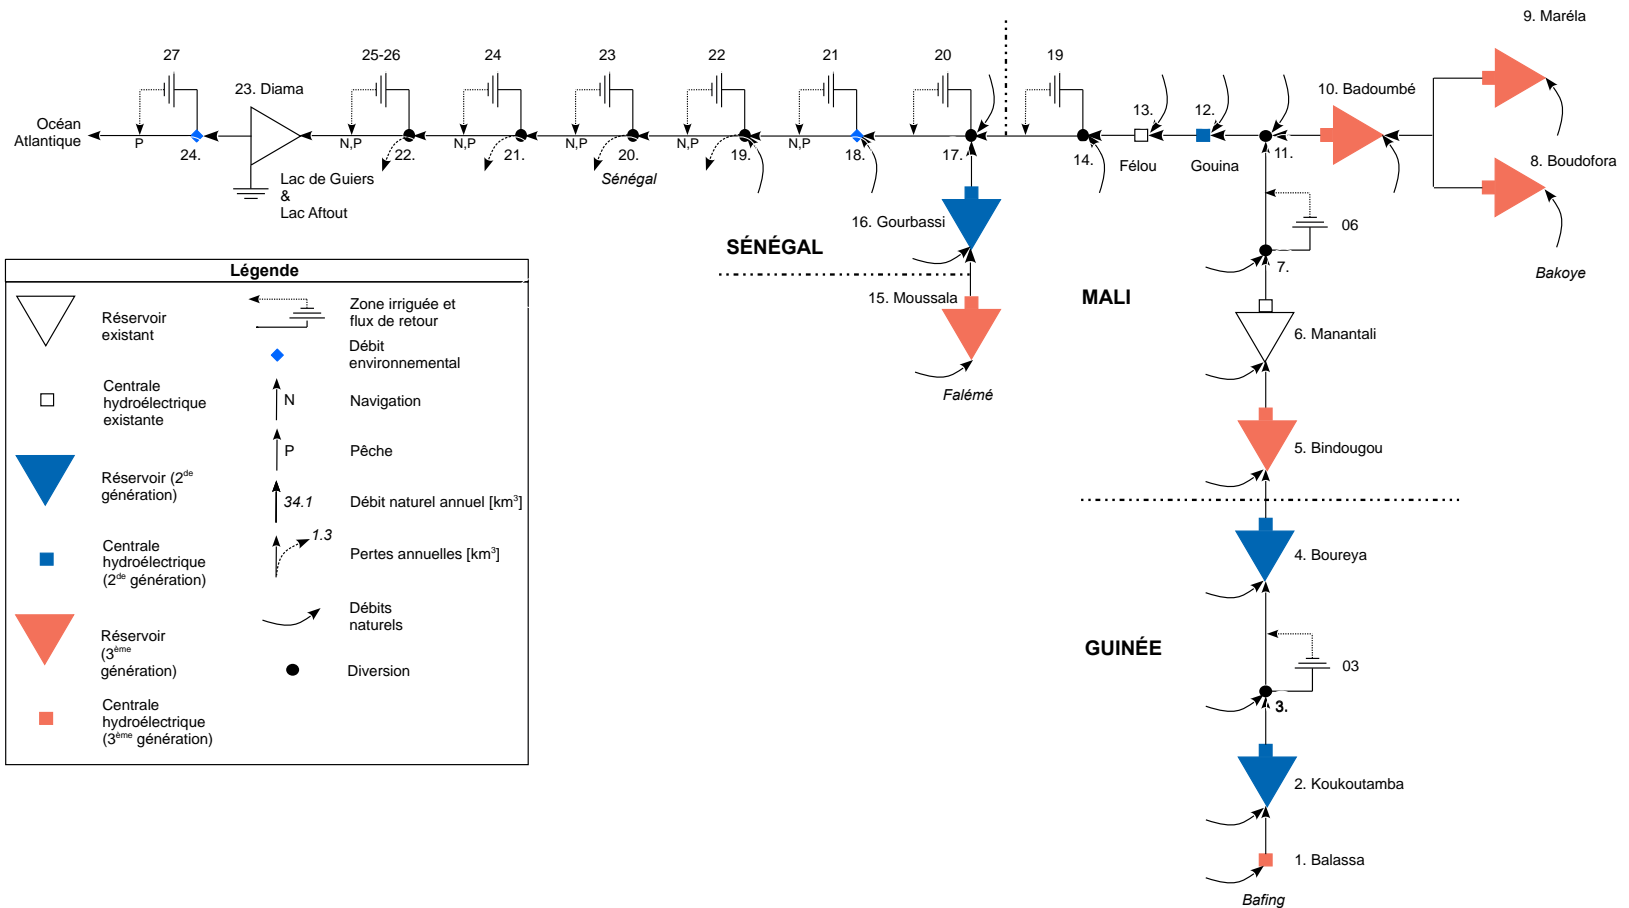 9. Maréla
27
25-26
24
23
22
21
20
19
23. Diama
10. Badoumbé
13.
12.
Océan
Atlantique
P
24.
N,P
22.
N,P
21.
N,P
20.
N,P
19.
N,P
18.
17.
14.
11.
Félou
Gouina
8. Boudofora
Lac de Guiers
&
Lac Aftout
Sénégal
16. Gourbassi
06
SÉNÉGAL
7.
Bakoye
15. Moussala
MALI
6. Manantali
Falémé
5. Bindougou
4. Boureya
GUINÉE
03
3.
2. Koukoutamba
1. Balassa
Bafing
Légende
Réservoir
existant
Centrale
hydroélectrique
existante
Réservoir (2de
génération)
Centrale
hydroélectrique
(2de génération)
Réservoir
(3ème
génération)
Centrale
hydroélectrique
(3ème génération)
Zone irriguée et
flux de retour
Débit
environnemental
N
Navigation
P
Pêche
34.1
Débit naturel annuel [km3]
1.3
Pertes annuelles [km3]
Débits
naturels
Diversion